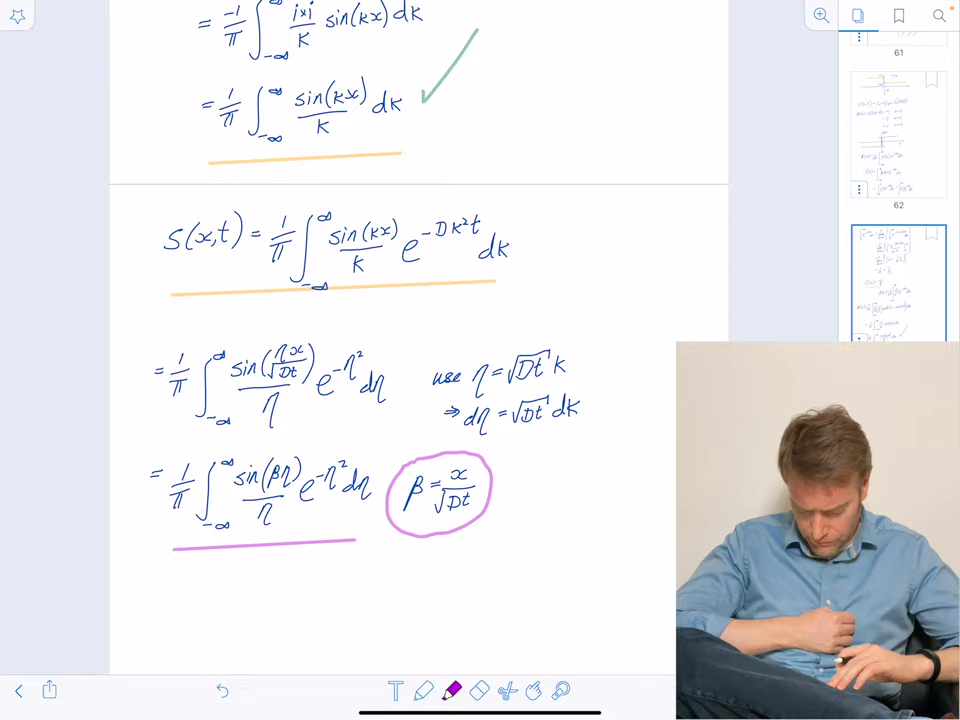 = -1/π ∫_{-∞}^{∞} i×i/k sin(kx) dk
= 1/π ∫_{-∞}^{∞} sin(kx)/k dk
S(x,t) = 1/π ∫_{-∞}^{∞} sin(kx)/k e^{-Dk²t} dk
= 1/π ∫_{-∞}^{∞} sin(ηx/√Dt)/η e^{-η²} dη use η = √Dt k
⇒ dη = √Dt dk
= 1/π ∫_{-∞}^{∞} sin(βη)/η e^{-η²} dη β = x/√Dt
61
62
T